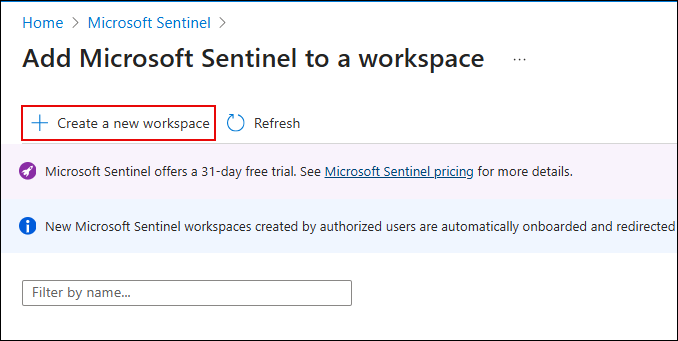 Home > Microsoft Sentinel >
Add Microsoft Sentinel to a workspace ...
+ Create a new workspace Refresh
Microsoft Sentinel offers a 31-day free trial. See Microsoft Sentinel pricing for more details.
New Microsoft Sentinel workspaces created by authorized users are automatically onboarded and redirected
Filter by name...